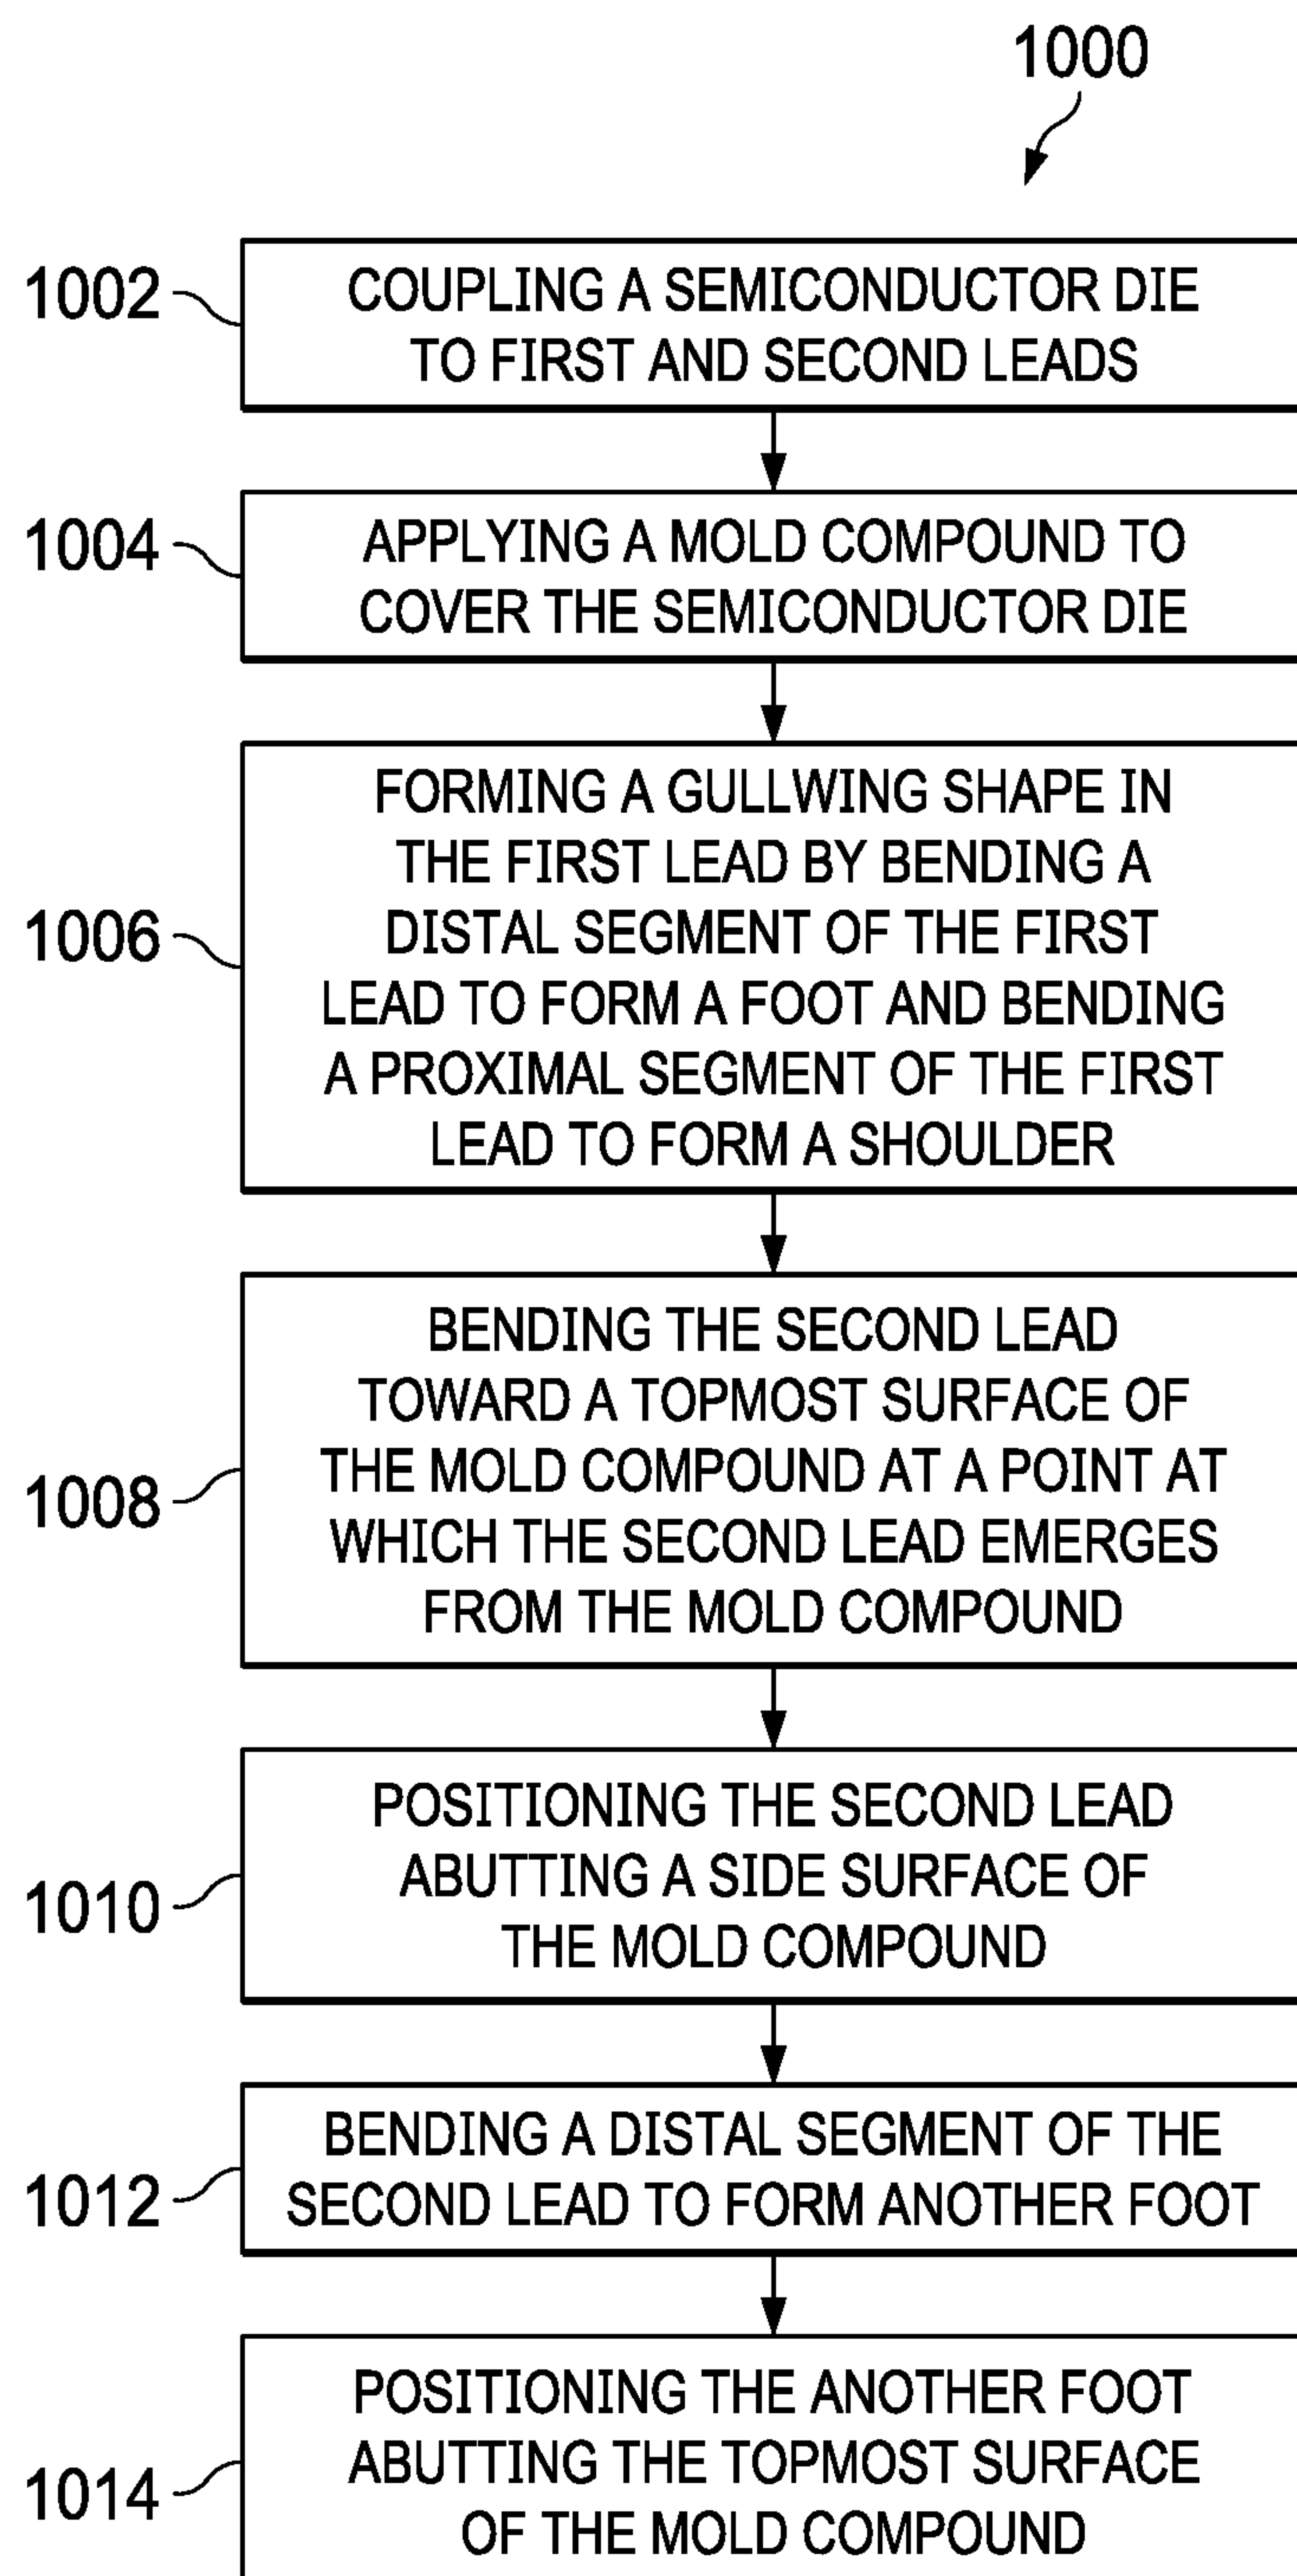 1000
1002
COUPLING A SEMICONDUCTOR DIE
TO FIRST AND SECOND LEADS
1004
APPLYING A MOLD COMPOUND TO
COVER THE SEMICONDUCTOR DIE
1006
FORMING A GULLWING SHAPE IN
THE FIRST LEAD BY BENDING A
DISTAL SEGMENT OF THE FIRST
LEAD TO FORM A FOOT AND BENDING
A PROXIMAL SEGMENT OF THE FIRST
LEAD TO FORM A SHOULDER
1008
BENDING THE SECOND LEAD
TOWARD A TOPMOST SURFACE OF
THE MOLD COMPOUND AT A POINT AT
WHICH THE SECOND LEAD EMERGES
FROM THE MOLD COMPOUND
1010
POSITIONING THE SECOND LEAD
ABUTTING A SIDE SURFACE OF
THE MOLD COMPOUND
1012
BENDING A DISTAL SEGMENT OF THE
SECOND LEAD TO FORM ANOTHER FOOT
1014
POSITIONING THE ANOTHER FOOT
ABUTTING THE TOPMOST SURFACE
OF THE MOLD COMPOUND